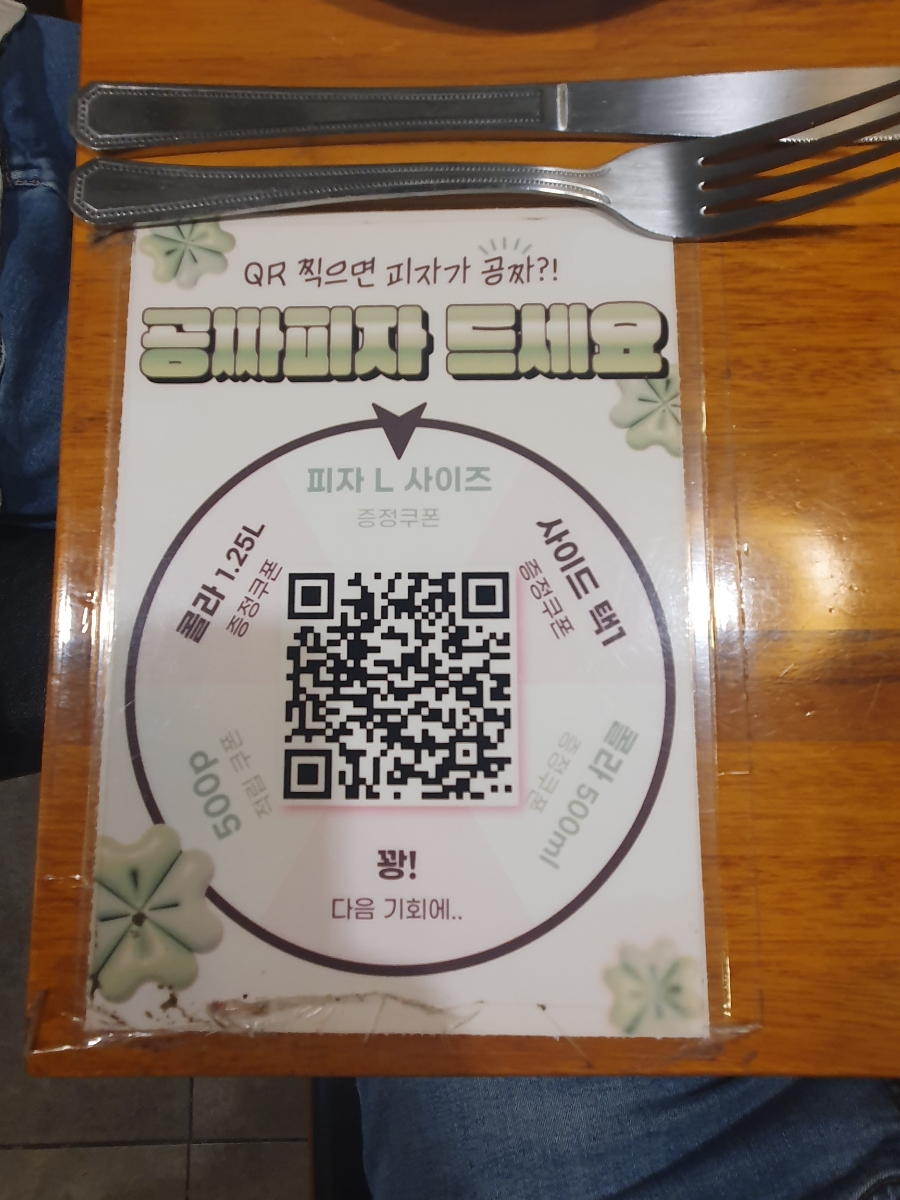 QR 찍으면 피자가 공짜?!
공짜피자 드세요
피자 L 사이즈
증정쿠폰
사이드 택1
증정쿠폰
콜라 500ml
증정쿠폰
꽝!
다음 기회에..
500p
적립 쿠폰
콜라 1.25L
증정쿠폰